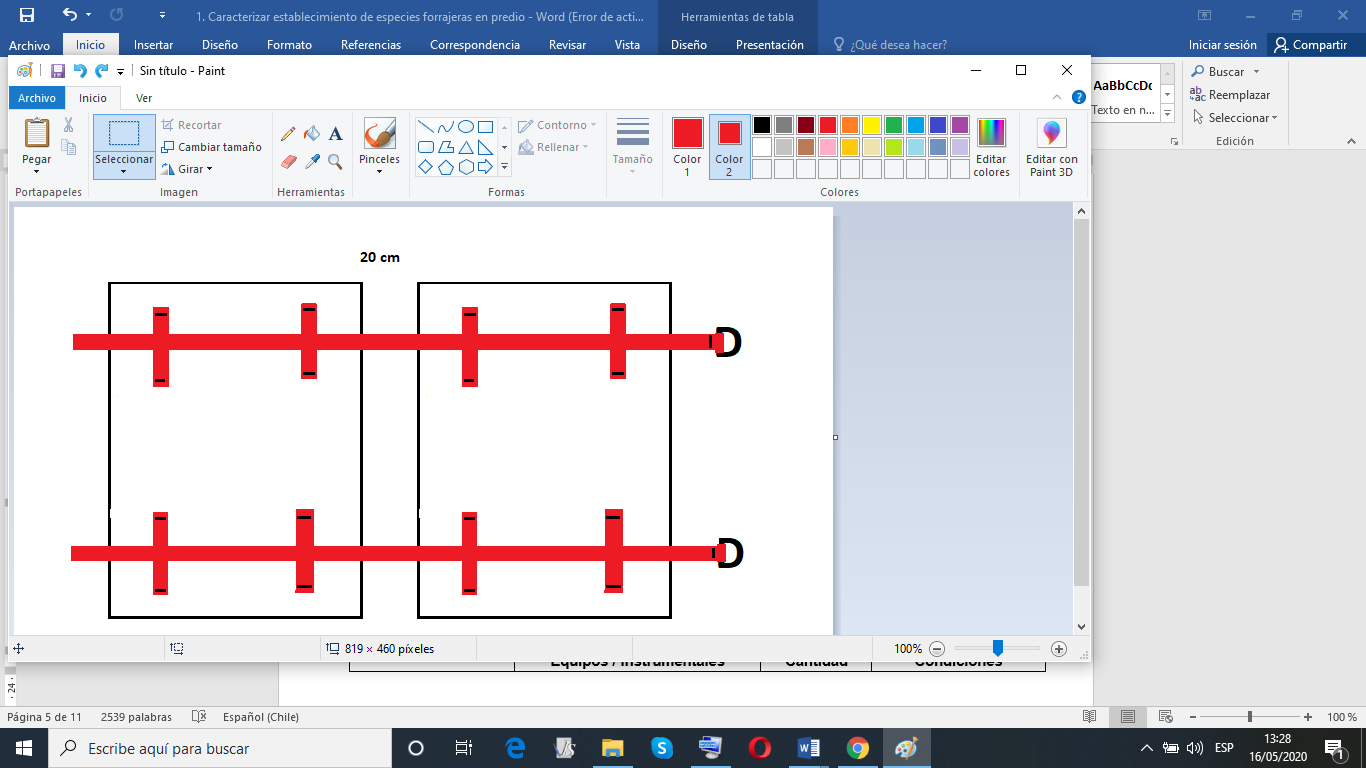 1. Caracterizar establecimiento de especies forrajeras en predio - Word (Error de acti...
Herramientas de tabla
Archivo Inicio Insertar Diseño Formato Referencias Correspondencia Revisar Vista Diseño Presentación ¿Qué desea hacer? Iniciar sesión Compartir
Sin título - Paint
Archivo Inicio Ver
AaBbCcDc
Texto en n...
Buscar
Reemplazar
Seleccionar
Edición
Pegar
Portapapeles
Seleccionar
Recortar
Cambiar tamaño
Girar
Imagen
A
Herramientas
Pinceles
Contorno
Rellenar
Formas
Tamaño
Color 1
Color 2
Colores
Editar colores
Editar con Paint 3D
20 cm
D
D
819 × 460 píxeles
100%
Equipos / Instrumentales Cantidad Condiciones
24
Página 5 de 11 2539 palabras Español (Chile) 100 %
Escribe aquí para buscar
ESP
13:28
16/05/2020
1